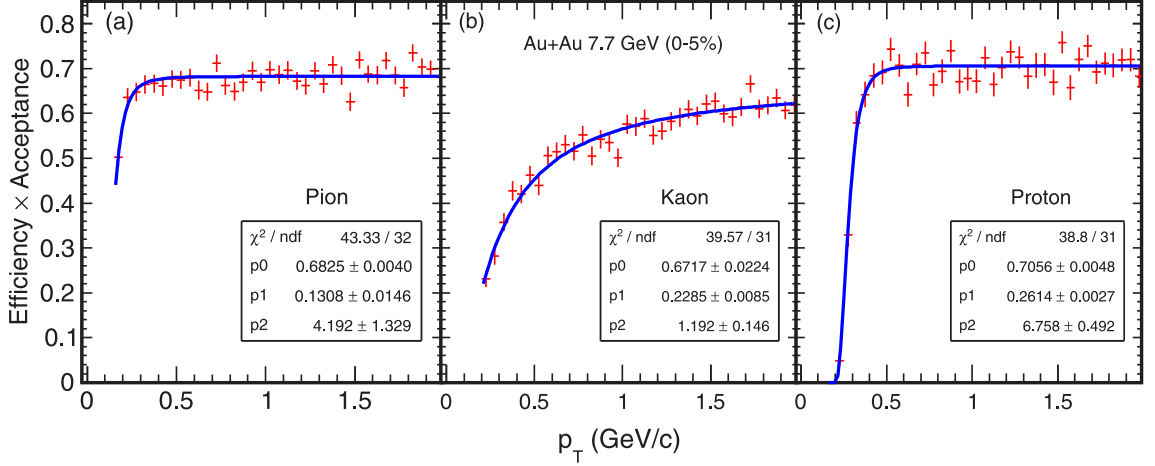 Efficiency × Acceptance
0.8
0.7
0.6
0.5
0.4
0.3
0.2
0.1
0
(a)
Pion
χ² / ndf 43.33 / 32
p0 0.6825 ± 0.0040
p1 0.1308 ± 0.0146
p2 4.192 ± 1.329
0 0.5 1 1.5
(b)
Au+Au 7.7 GeV (0-5%)
Kaon
χ² / ndf 39.57 / 31
p0 0.6717 ± 0.0224
p1 0.2285 ± 0.0085
p2 1.192 ± 0.146
0 0.5 1 1.5
(c)
Proton
χ² / ndf 38.8 / 31
p0 0.7056 ± 0.0048
p1 0.2614 ± 0.0027
p2 6.758 ± 0.492
0 0.5 1 1.5
p_T (GeV/c)